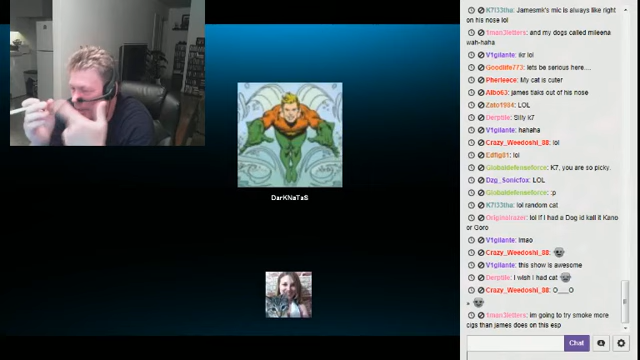 K7l33tha: Jamesmk's mic is always like right
on his nose lol
1man3letters: and my dogs called mileena
wah-haha
V1gilante: ikr lol
Goodlife773: lets be serious here....
Pherleece: My cat is cuter
Albo63: james tlaks out of his nose
Zato1904: LOL
Derptile: Silly k7
V1gilante: hahaha
Crazy_Weedoshi_88: lol
Edfig81: lol
Globaldefenseforce: K7, you are so picky.
Dzg_Sonicfox: LOL
Globaldefenseforce: :p
K7l33tha: lol random cat
Originalrazer: lol if I had a Dog id kall it Kano
or Goro
V1gilante: lmao
Crazy_Weedoshi_88:
V1gilante: this show is awesome
Derptile: I wish I had cat
Crazy_Weedoshi_88: O___O
1man3letters: im going to try smoke more
cigs than james does on this esp
DarKNaTaS
Chat